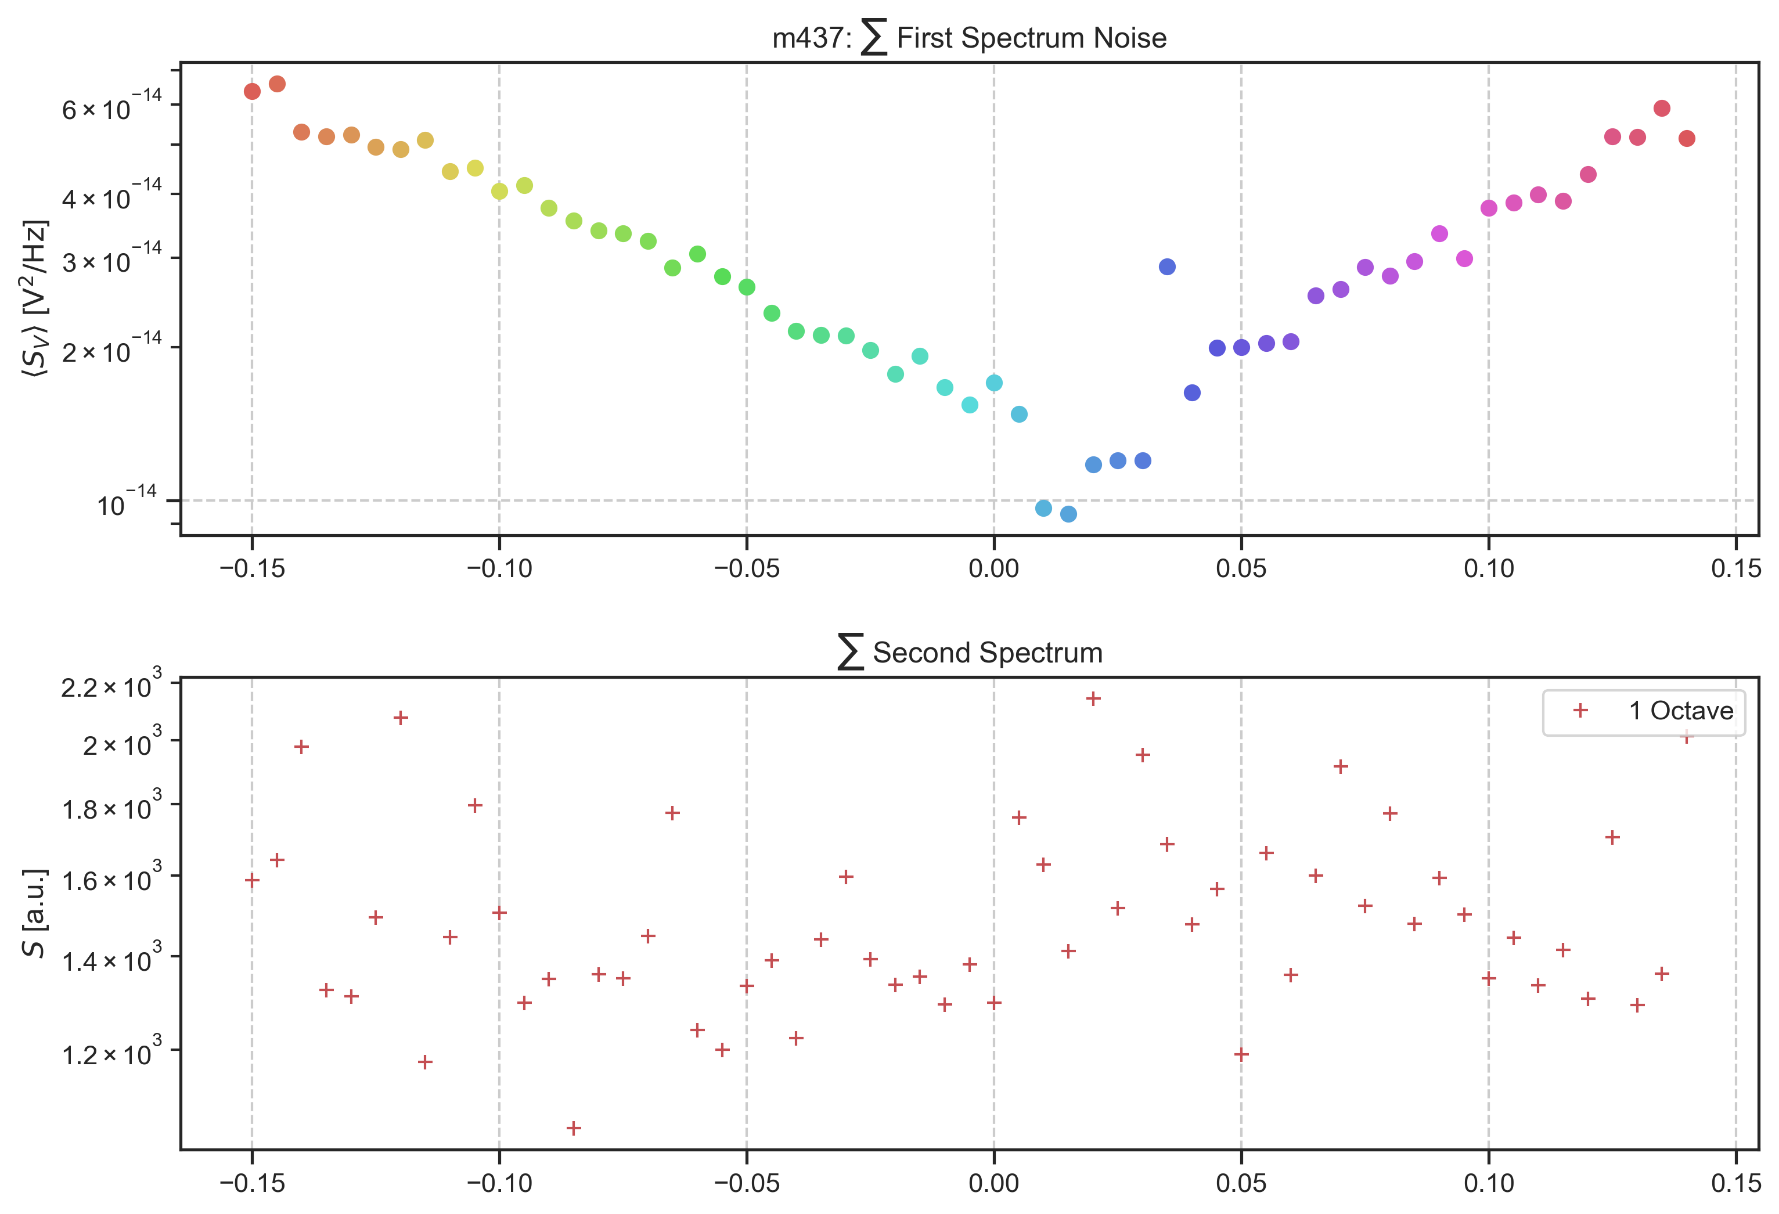 m437: ∑ First Spectrum Noise
⟨S_V⟩ [V²/Hz]
6 × 10⁻¹⁴
4 × 10⁻¹⁴
3 × 10⁻¹⁴
2 × 10⁻¹⁴
10⁻¹⁴
−0.15 −0.10 −0.05 0.00 0.05 0.10 0.15
∑ Second Spectrum
S [a.u.]
2.2 × 10³
2 × 10³
1.8 × 10³
1.6 × 10³
1.4 × 10³
1.2 × 10³
1 Octave
−0.15 −0.10 −0.05 0.00 0.05 0.10 0.15